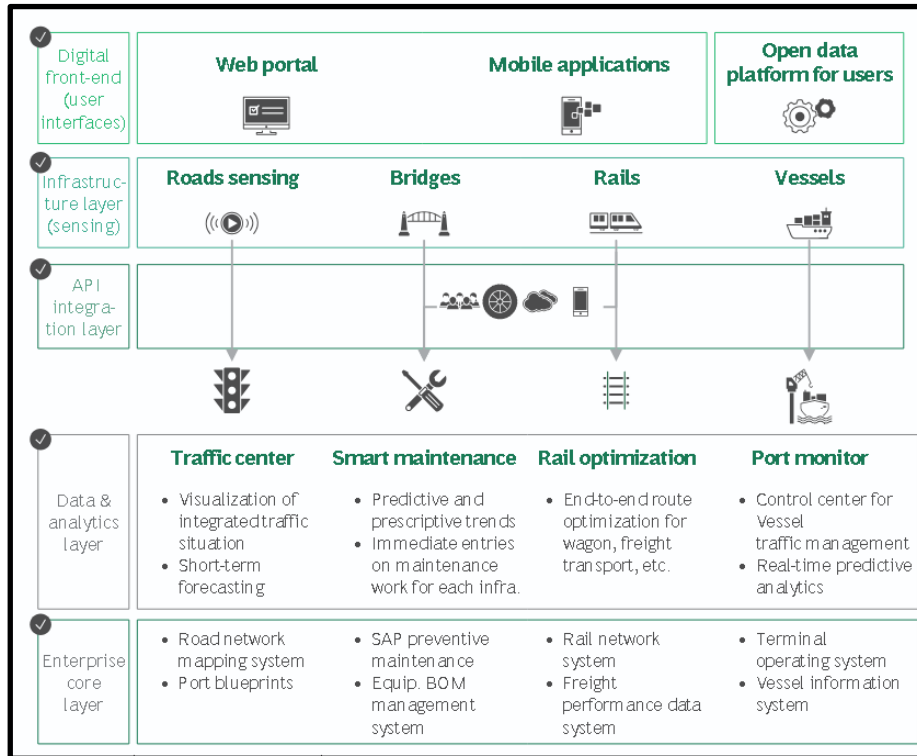 Digital
front-end
(user
interfaces)
Web portal
Mobile applications
Open data
platform for users
Infrastruc-
ture layer
(sensing)
Roads sensing
Bridges
Rails
Vessels
API
integra-
tion layer
Data &
analytics
layer
Traffic center
• Visualization of
integrated traffic
situation
• Short-term
forecasting
Smart maintenance
• Predictive and
prescriptive trends
• Immediate entries
on maintenance
work for each infra.
Rail optimization
• End-to-end route
optimization for
wagon, freight
transport, etc.
Port monitor
• Control center for
Vessel
traffic management
• Real-time predictive
analytics
Enterprise
core
layer
• Road network
mapping system
• Port blueprints
• SAP preventive
maintenance
• Equip. BOM
management
system
• Rail network
system
• Freight
performance data
system
• Terminal
operating system
• Vessel information
system